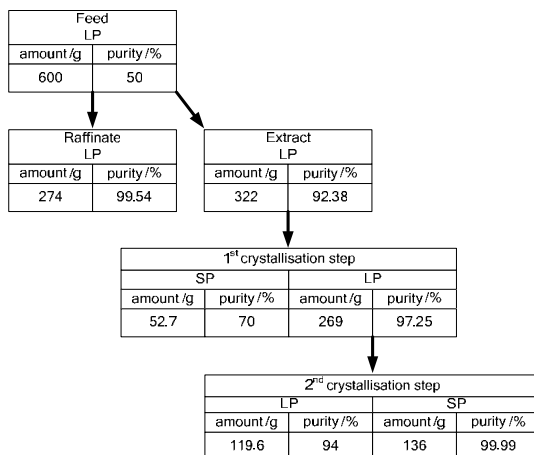 Feed
LP
amount/g purity/%
600 50
Raffinate
LP
amount/g purity/%
274 99.54
Extract
LP
amount/g purity/%
322 92.38
1st crystallisation step
SP LP
amount/g purity/% amount/g purity/%
52.7 70 269 97.25
2nd crystallisation step
LP SP
amount/g purity/% amount/g purity/%
119.6 94 136 99.99